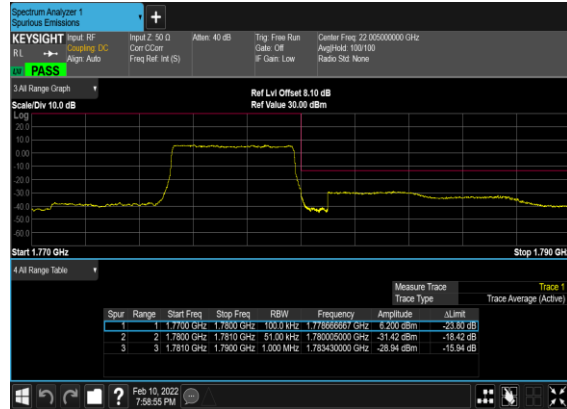 Spectrum Analyzer 1
Spurious Emissions
KEYSIGHT Input: RF Input Z: 50 Ω Atten: 40 dB Trig: Free Run Center Freq: 22.005000000 GHz
RL Coupling: DC Corr CCorr Gate: Off Avg|Hold: 100/100
Align: Auto Freq Ref: Int (S) IF Gain: Low Radio Std: None
PASS
3 All Range Graph
Ref Lvl Offset 8.10 dB
Scale/Div 10.0 dB Ref Value 30.00 dBm
Log
20.0
10.0
0.00
-10.0
-20.0
-30.0
-40.0
-50.0
-60.0
Start 1.770 GHz Stop 1.790 GH
4 All Range Table
Measure Trace Trace 1
Trace Type Trace Average (Active)
Spur Range Start Freq Stop Freq RBW Frequency Amplitude ΔLimit
1 1 1.7700 GHz 1.7800 GHz 100.0 kHz 1.778666667 GHz 6.200 dBm -23.80 dB
2 2 1.7800 GHz 1.7810 GHz 51.00 kHz 1.780005000 GHz -31.42 dBm -18.42 dB
3 3 1.7810 GHz 1.7900 GHz 1.000 MHz 1.783430000 GHz -28.94 dBm -15.94 dB
? Feb 10, 2022
7:58:55 PM